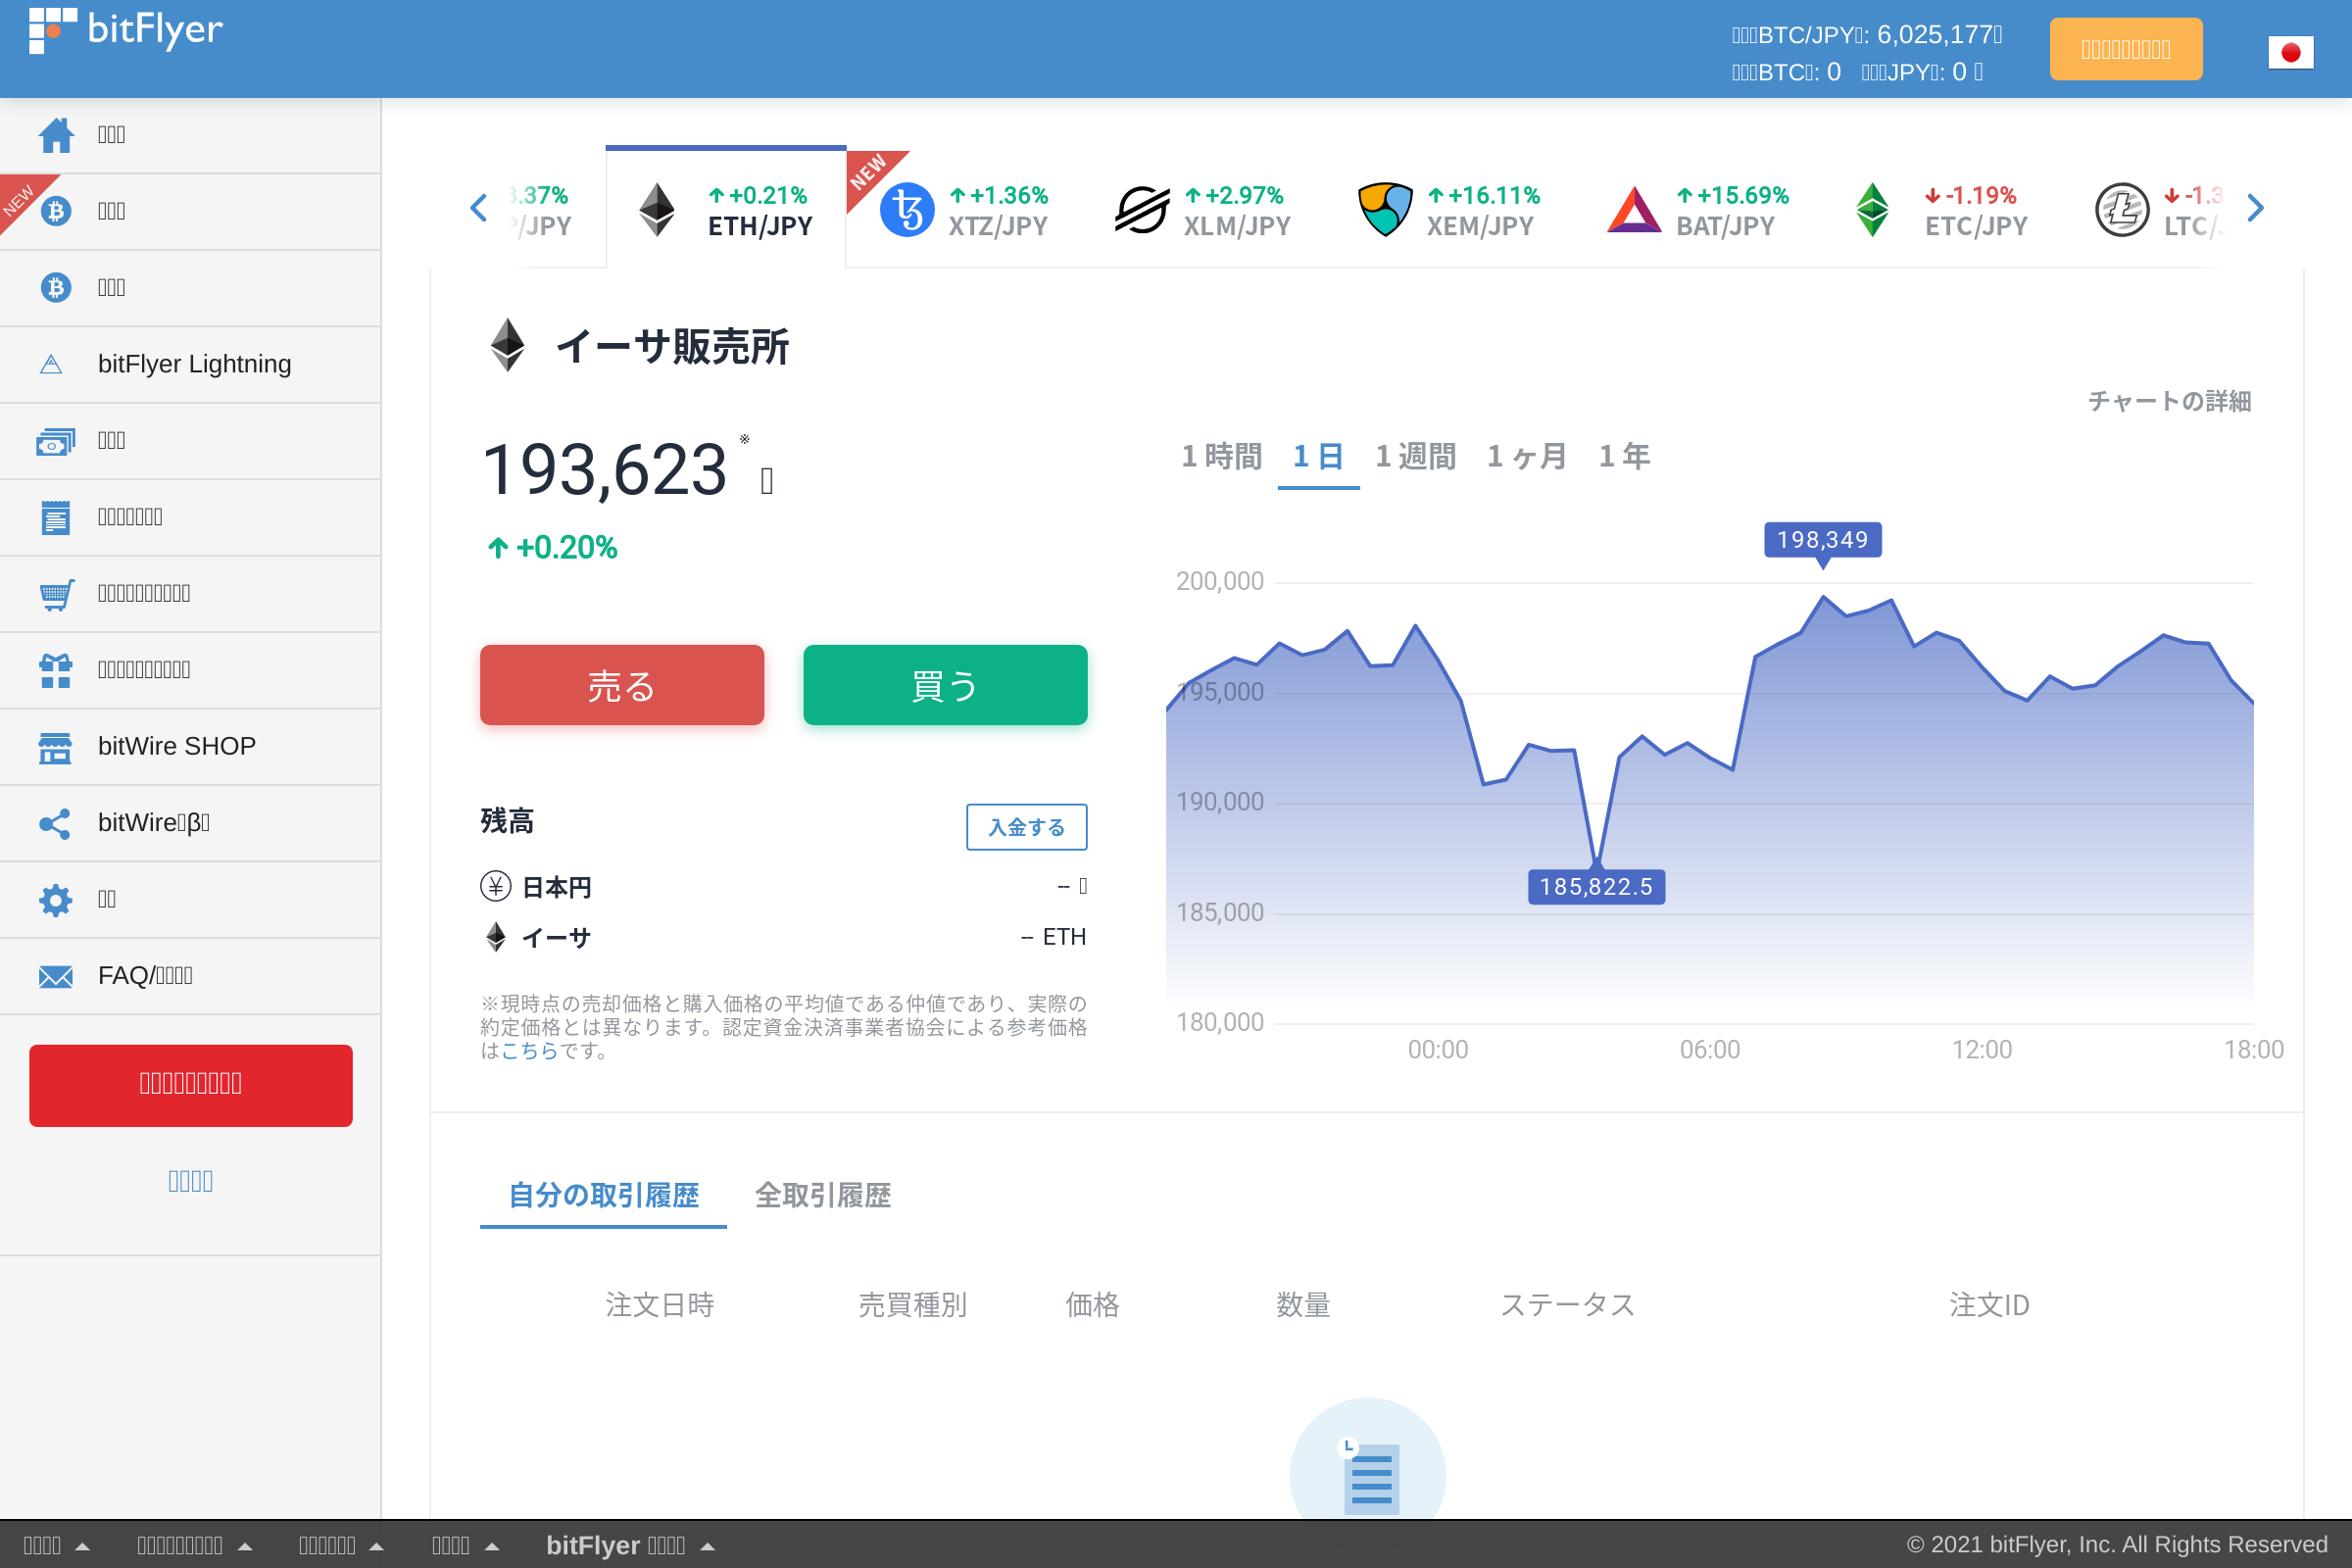 bitFlyer
BTC/JPY: 6,025,177
BTC: 0 JPY: 0
NEW
bitFlyer Lightning
bitWire SHOP
bitWire β
FAQ/
3.37%
P/JPY
+0.21%
ETH/JPY
NEW
+1.36%
XTZ/JPY
+2.97%
XLM/JPY
+16.11%
XEM/JPY
+15.69%
BAT/JPY
-1.19%
ETC/JPY
-1.3
LTC/
イーサ販売所
チャートの詳細
193,623 ※
+0.20%
売る 買う
残高 入金する
日本円 --
イーサ -- ETH
※現時点の売却価格と購入価格の平均値である仲値であり、実際の
約定価格とは異なります。認定資金決済事業者協会による参考価格
はこちらです。
1 時間 1 日 1 週間 1 ヶ月 1 年
198,349
200,000
195,000
190,000
185,822.5
185,000
180,000
00:00 06:00 12:00 18:00
自分の取引履歴 全取引履歴
注文日時 売買種別 価格 数量 ステータス 注文ID
bitFlyer
© 2021 bitFlyer, Inc. All Rights Reserved